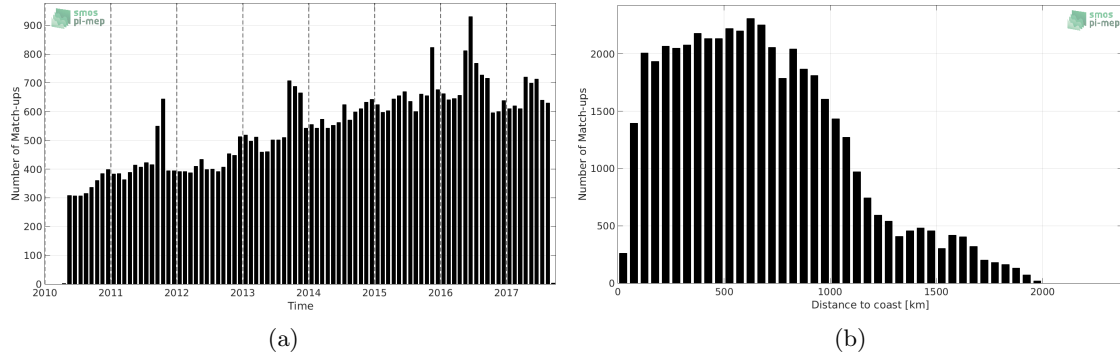 smos
pi-mep
Number of Match-ups
900
800
700
600
500
400
300
200
100
0
2010 2011 2012 2013 2014 2015 2016 2017
Time
(a)
smos
pi-mep
Number of Match-ups
2000
1500
1000
500
0
0 500 1000 1500 2000
Distance to coast [km]
(b)